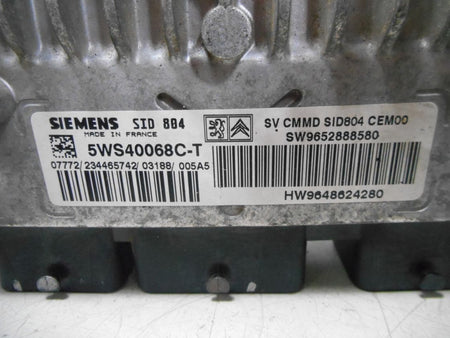 SIEMENS SID 804
MADE IN FRANCE
5WS40068C-T
07772/234465742/03188/005A5
SV CMMD SID804 CEM00
SW9652888580
HW9648624280